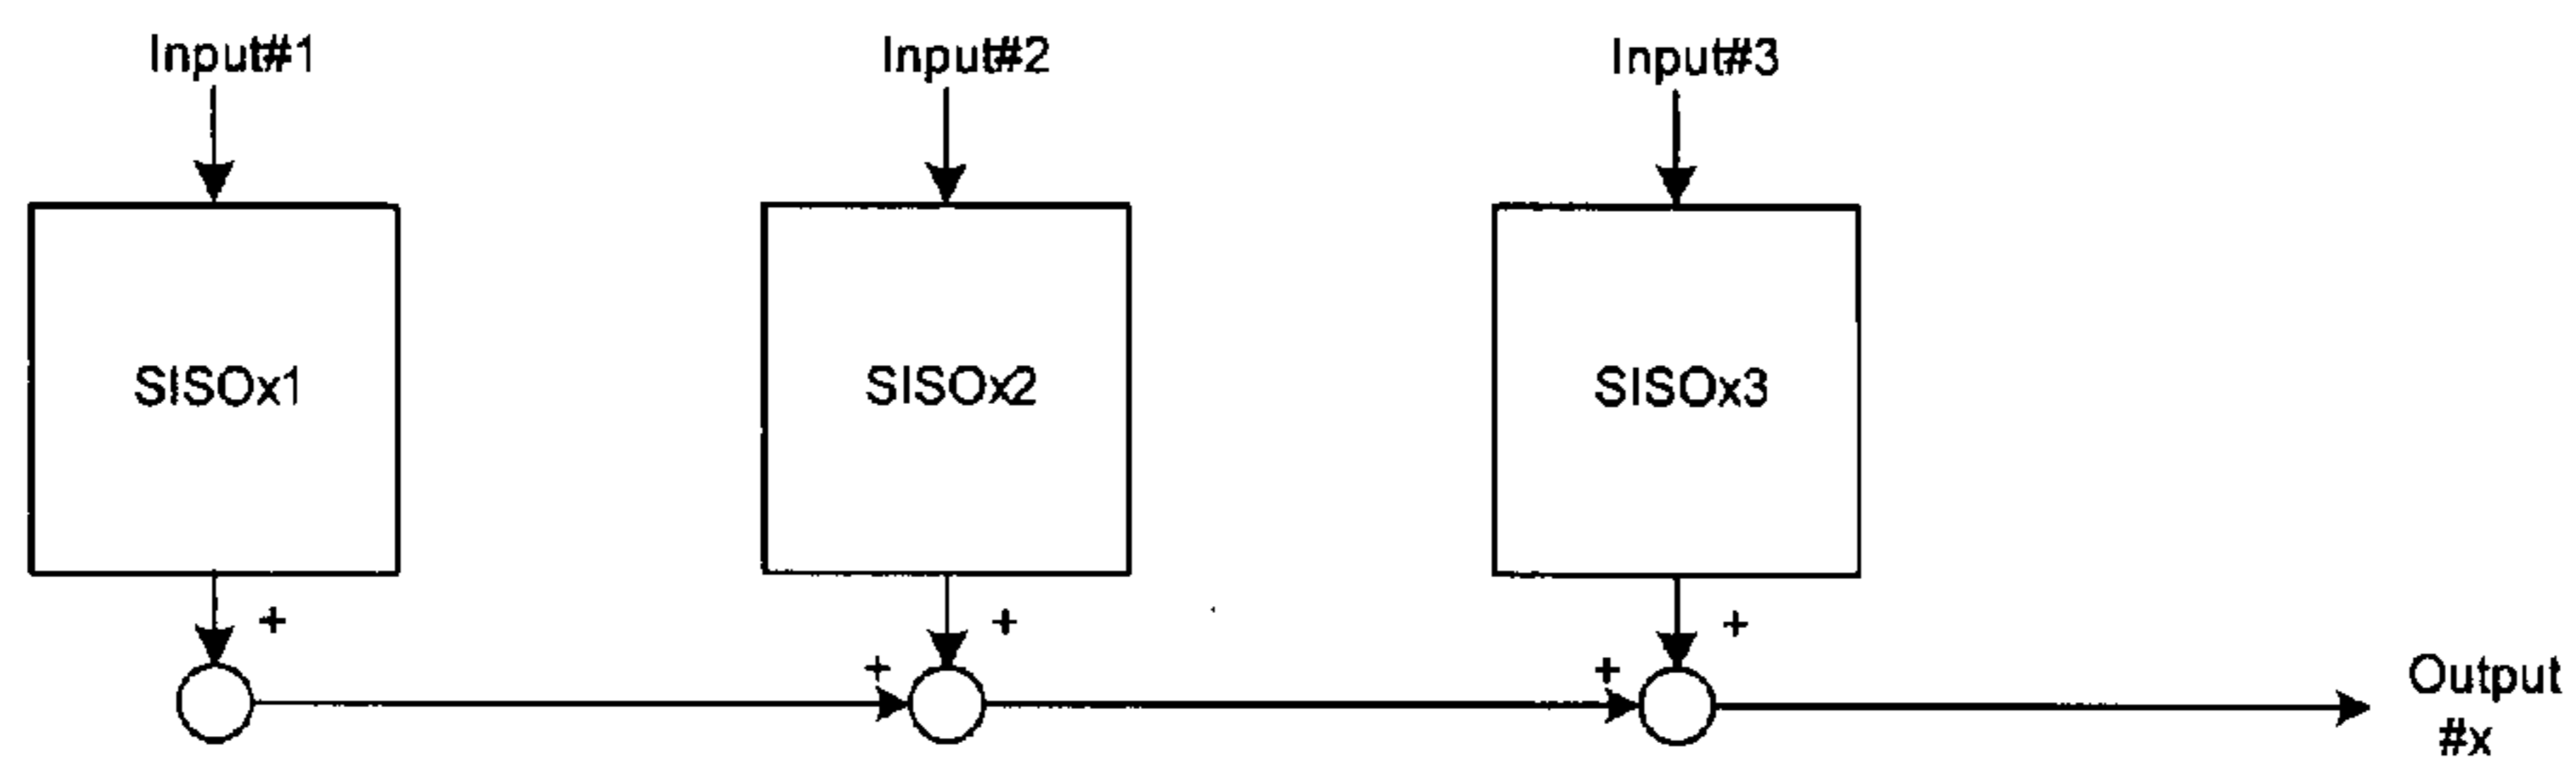 Input#1
Input#2
Input#3
SISOx1
SISOx2
SISOx3
+
+
+
+
+
Output
#x